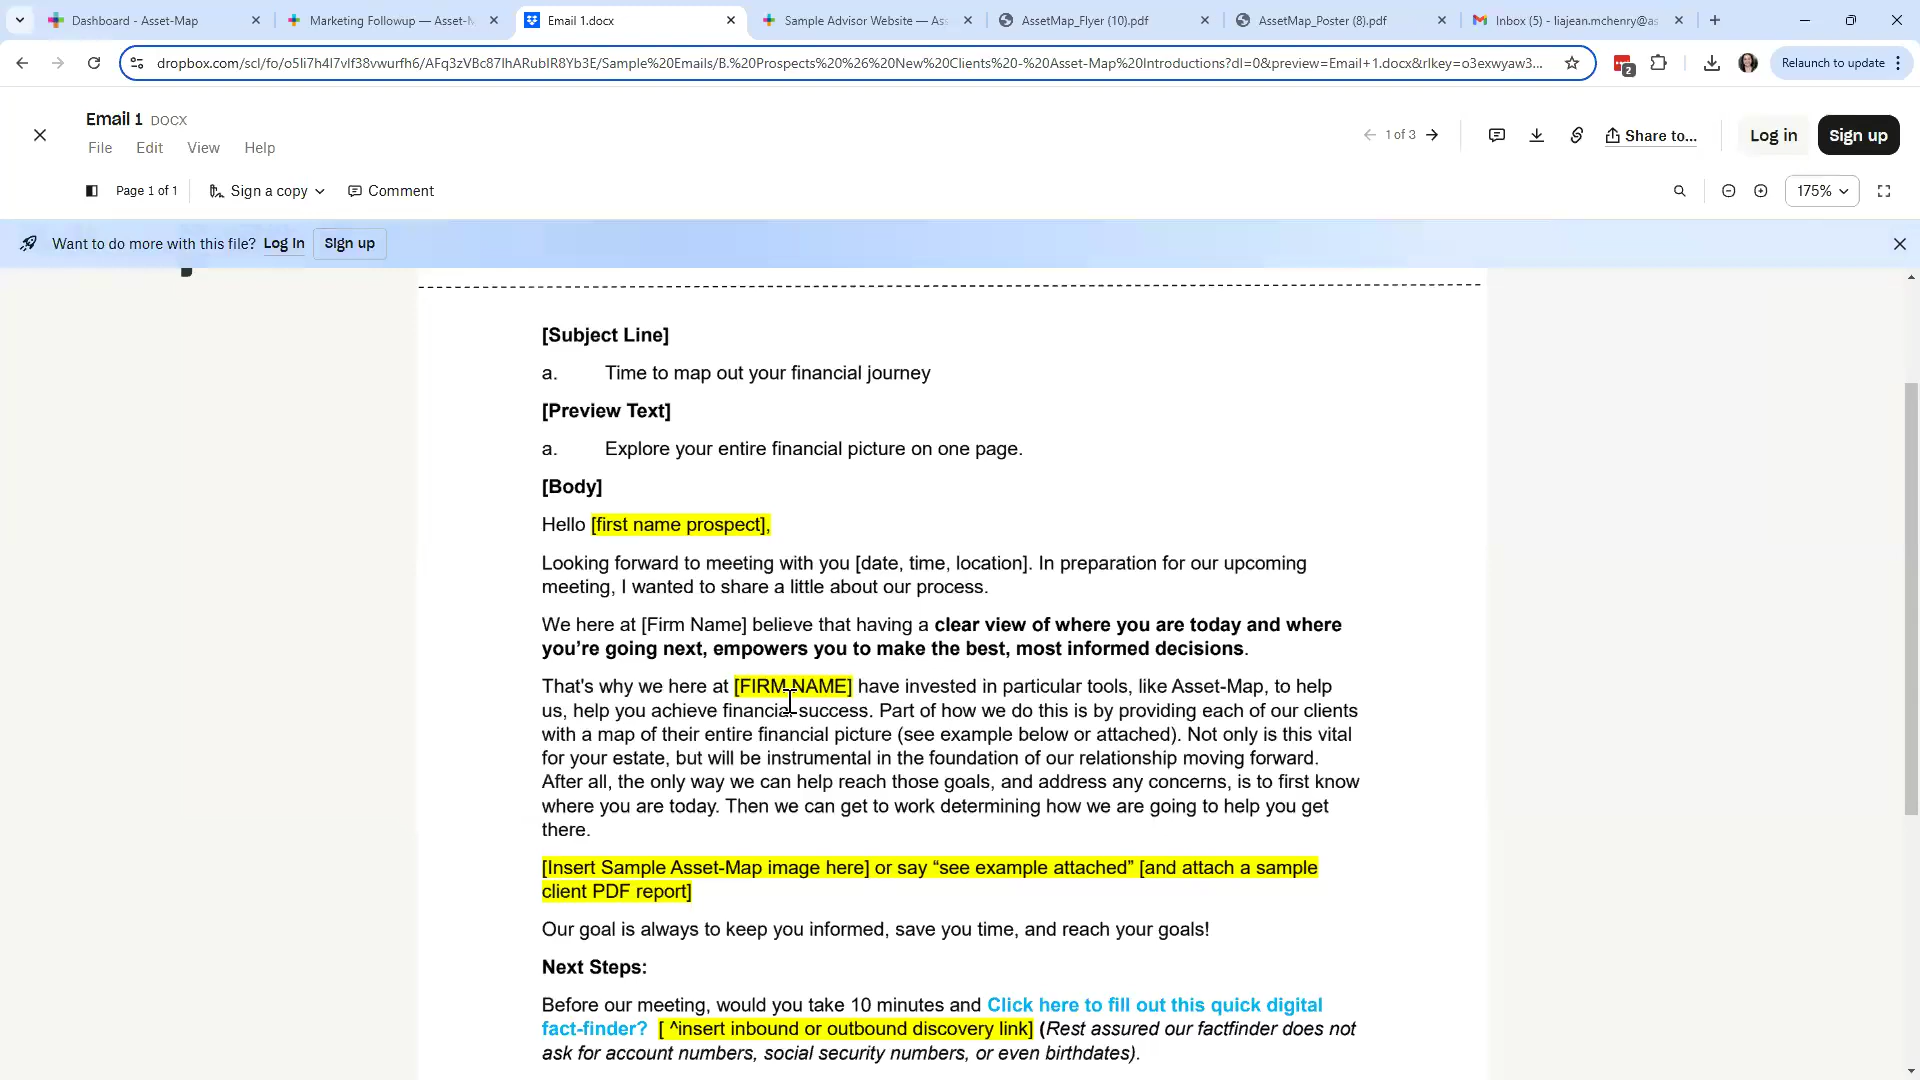 Dashboard - Asset-Map
Marketing Followup — Asset-M
Email 1.docx
Sample Advisor Website — Ass
AssetMap_Flyer (10).pdf
AssetMap_Poster (8).pdf
Inbox (5) - liajean.mchenry@as
dropbox.com/scl/fo/o5li7h4l7vlf38vwurfh6/AFq3zVBc87IhARubIR8Yb3E/Sample%20Emails/B.%20Prospects%20%26%20New%20Clients%20-%20Asset-Map%20Introductions?dl=0&preview=Email+1.docx&rlkey=o3exwyaw3...
2
Relaunch to update
Email 1 DOCX
File Edit View Help
1 of 3
Share to...
Log in
Sign up
Page 1 of 1
Sign a copy
Comment
175%
Want to do more with this file? Log In Sign up
[Subject Line]
a. Time to map out your financial journey
[Preview Text]
a. Explore your entire financial picture on one page.
[Body]
Hello [first name prospect],
Looking forward to meeting with you [date, time, location]. In preparation for our upcoming
meeting, I wanted to share a little about our process.
We here at [Firm Name] believe that having a clear view of where you are today and where
you’re going next, empowers you to make the best, most informed decisions.
That's why we here at [FIRM NAME] have invested in particular tools, like Asset-Map, to help
us, help you achieve financial success. Part of how we do this is by providing each of our clients
with a map of their entire financial picture (see example below or attached). Not only is this vital
for your estate, but will be instrumental in the foundation of our relationship moving forward.
After all, the only way we can help reach those goals, and address any concerns, is to first know
where you are today. Then we can get to work determining how we are going to help you get
there.
[Insert Sample Asset-Map image here] or say “see example attached” [and attach a sample
client PDF report]
Our goal is always to keep you informed, save you time, and reach your goals!
Next Steps:
Before our meeting, would you take 10 minutes and Click here to fill out this quick digital
fact-finder? [ ^insert inbound or outbound discovery link] (Rest assured our factfinder does not
ask for account numbers, social security numbers, or even birthdates).